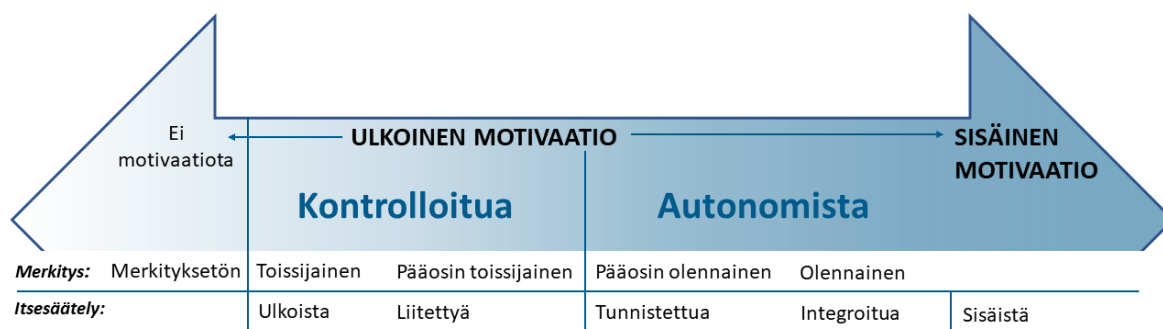 Ei
motivaatiota
ULKOINEN MOTIVAATIO
SISÄINEN
MOTIVAATIO
Kontrolloitua
Autonomista
Merkitys: Merkityksetön Toissijainen Pääosin toissijainen Pääosin olennainen Olennainen
Itsesäätely: Ulkoista Liitettyä Tunnistettua Integroitua Sisäistä